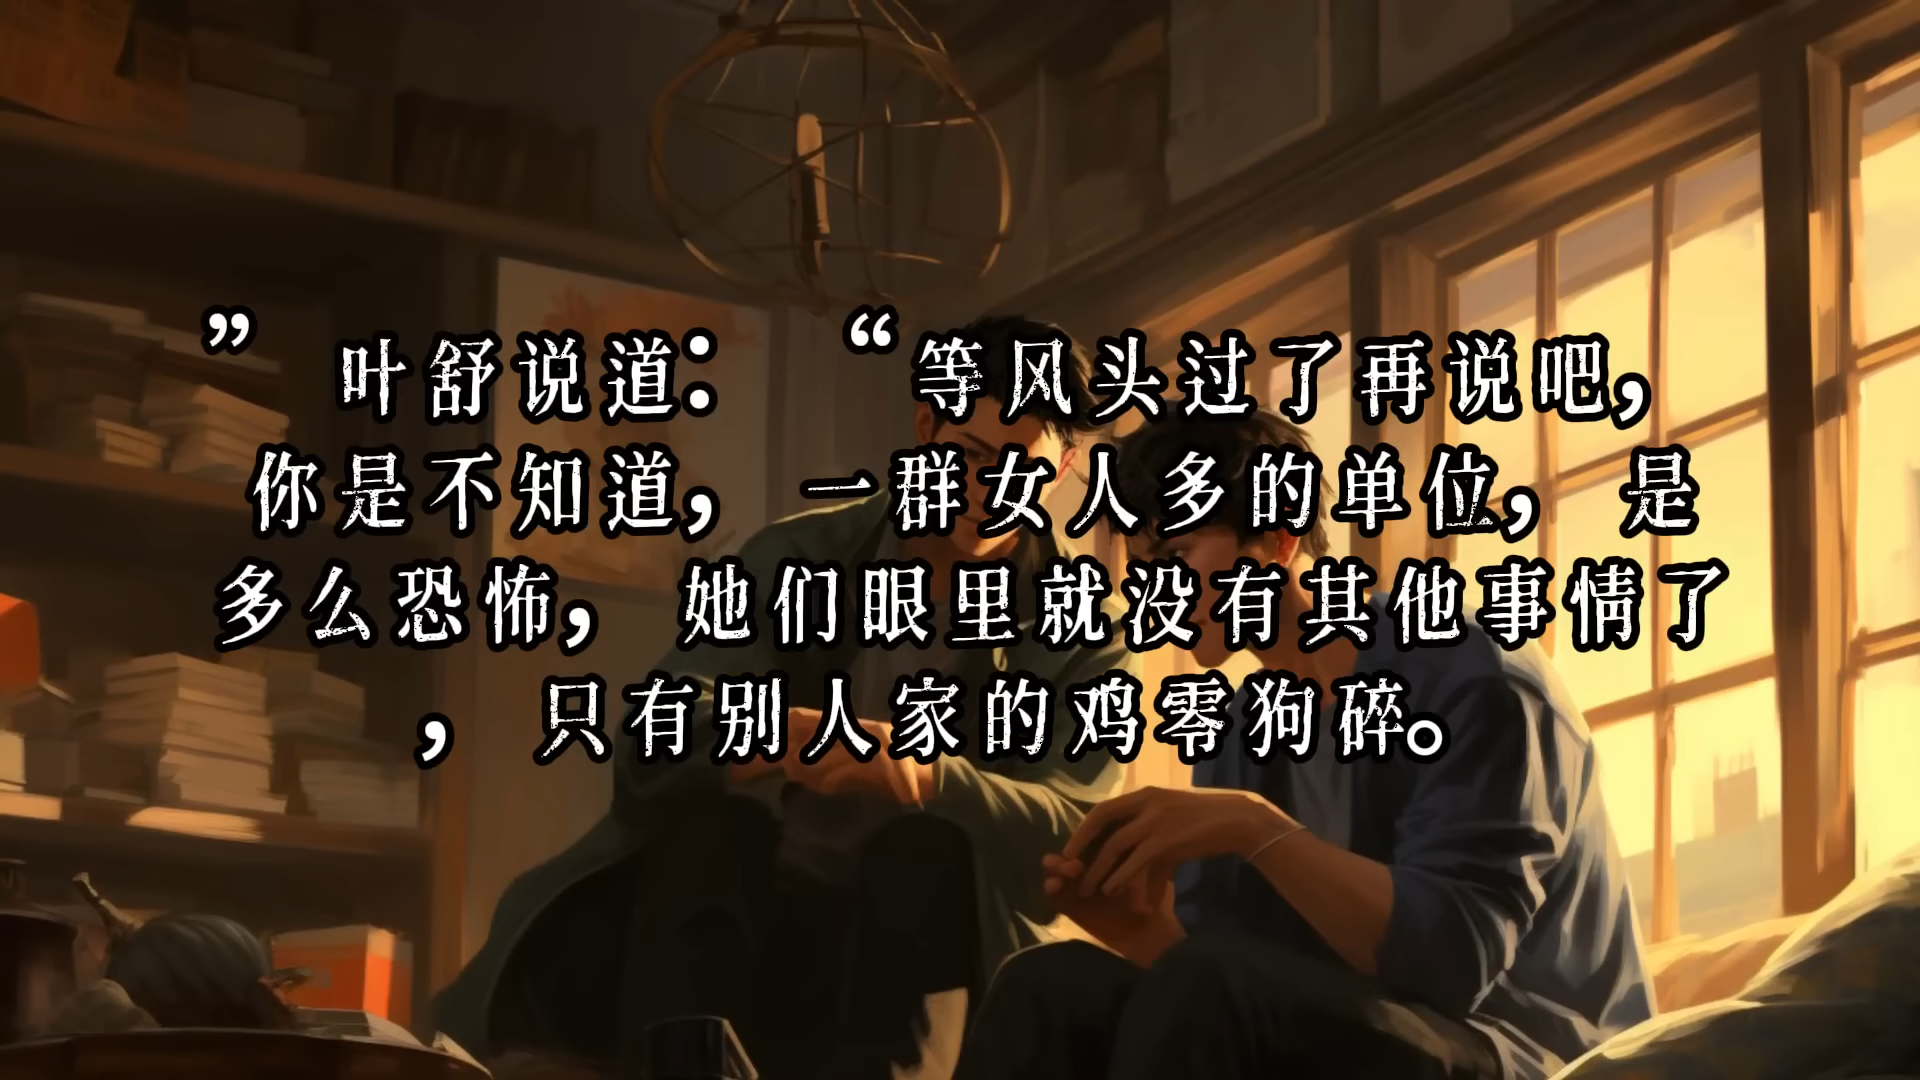 ” 叶舒说道：“等风头过了再说吧，
你是不知道，一群女人多的单位，是
多么恐怖，她们眼里就没有其他事情了
，只有别人家的鸡零狗碎。